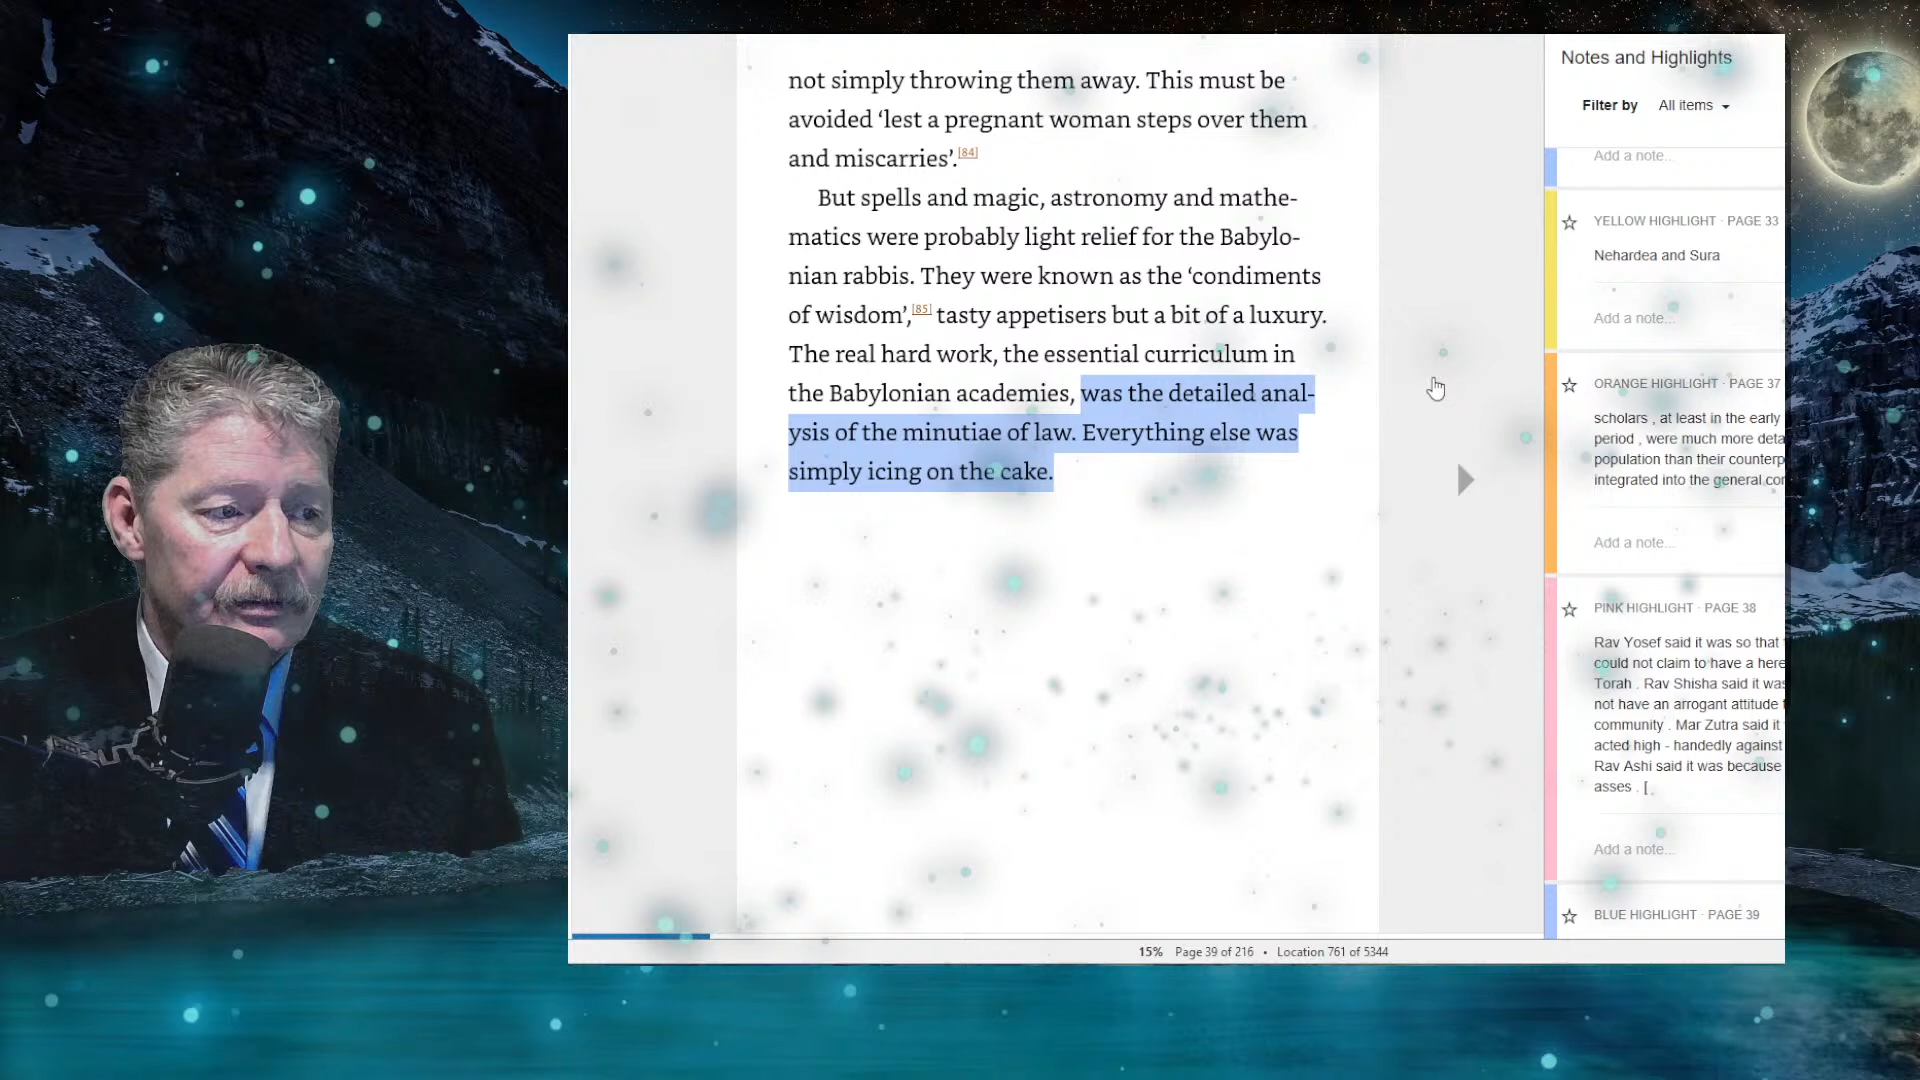 not simply throwing them away. This must be
avoided ‘lest a pregnant woman steps over them
and miscarries’.[84]
But spells and magic, astronomy and mathe-
matics were probably light relief for the Babylo-
nian rabbis. They were known as the ‘condiments
of wisdom’,[85] tasty appetisers but a bit of a luxury.
The real hard work, the essential curriculum in
the Babylonian academies, was the detailed anal-
ysis of the minutiae of law. Everything else was
simply icing on the cake.
15% Page 39 of 216 • Location 761 of 5344
Notes and Highlights
Filter by All items
Add a note...
YELLOW HIGHLIGHT · PAGE 33
Nehardea and Sura
Add a note...
ORANGE HIGHLIGHT · PAGE 37
scholars , at least in the early
period , were much more deta
population than their counterp
integrated into the general cor
Add a note...
PINK HIGHLIGHT · PAGE 38
Rav Yosef said it was so that
could not claim to have a here
Torah . Rav Shisha said it was
not have an arrogant attitude
community . Mar Zutra said it
acted high - handedly against
Rav Ashi said it was because
asses . [
Add a note...
BLUE HIGHLIGHT · PAGE 39